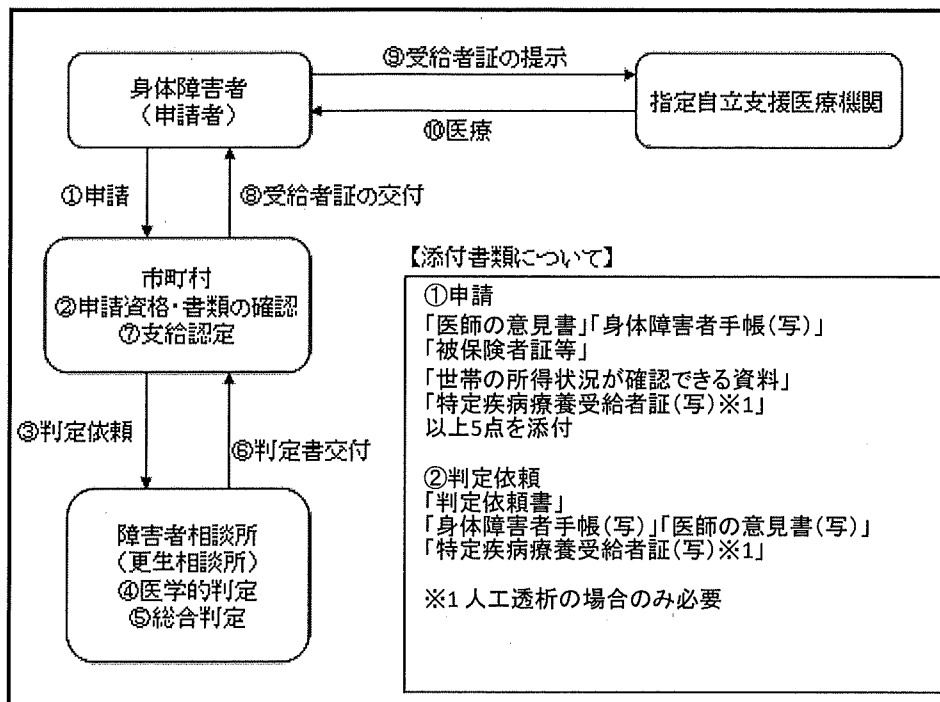 ⑨受給者証の提示
身体障害者
（申請者）
指定自立支援医療機関
⑩医療
①申請
⑧受給者証の交付
市町村
②申請資格・書類の確認
⑦支給認定
③判定依頼
⑥判定書交付
障害者相談所
（更生相談所）
④医学的判定
⑤総合判定
【添付書類について】
①申請
「医師の意見書」「身体障害者手帳（写）」
「被保険者証等」
「世帯の所得状況が確認できる資料」
「特定疾病療養受給者証（写）※1」
以上5点を添付
②判定依頼
「判定依頼書」
「身体障害者手帳（写）」「医師の意見書（写）」
「特定疾病療養受給者証（写）※1」
※1 人工透析の場合のみ必要